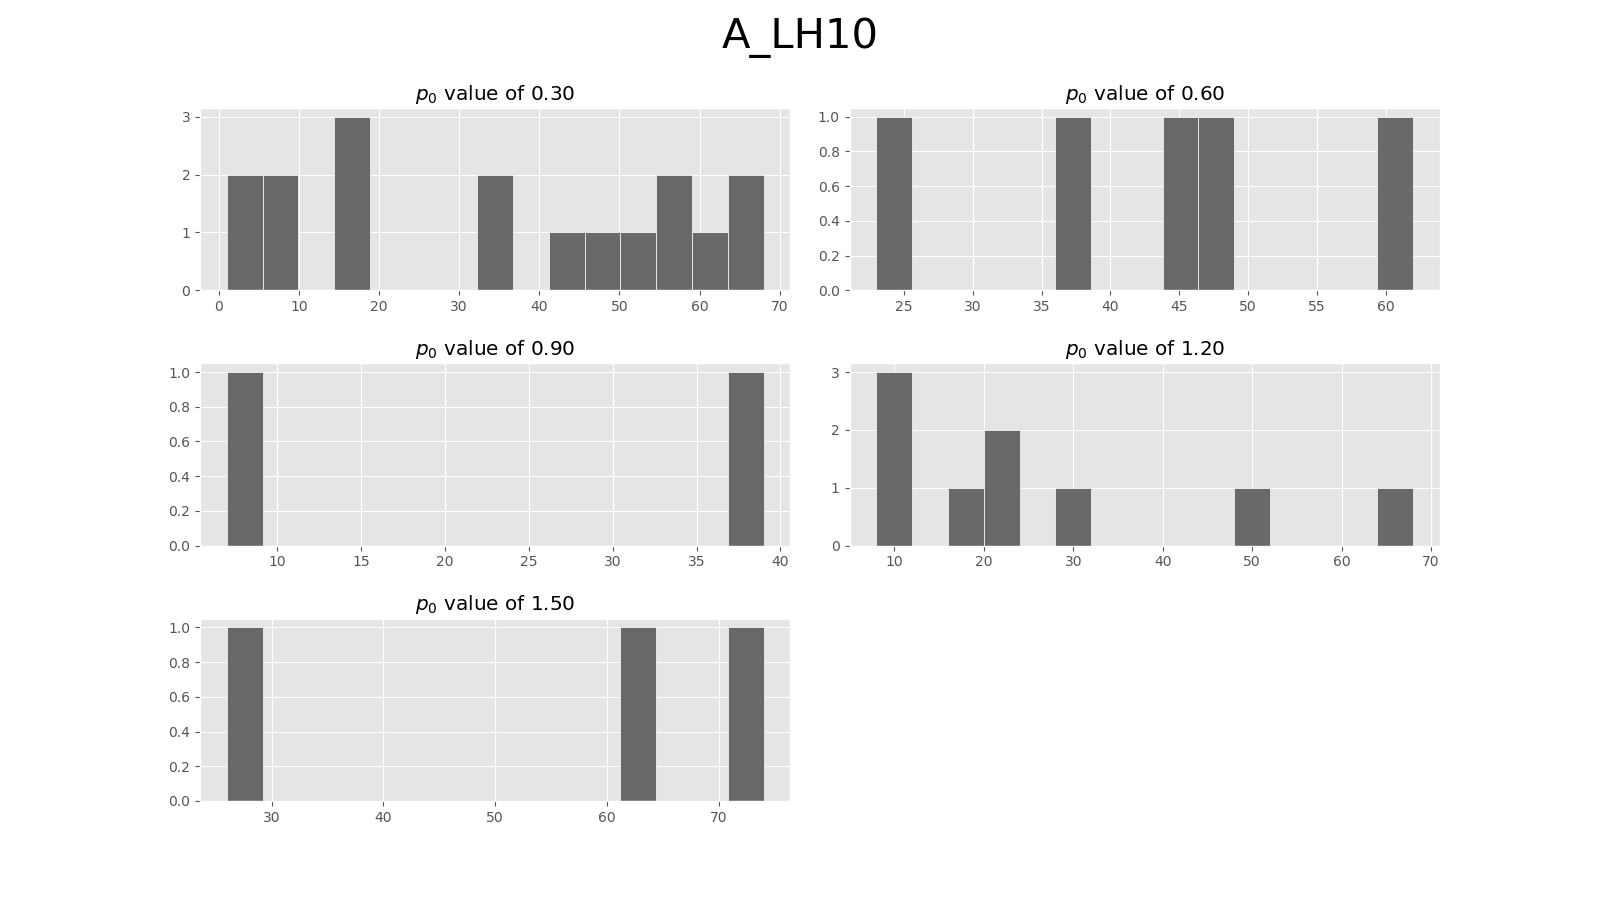 A_LH10
p0 value of 0.30
3
2
1
0
0 10 20 30 40 50 60 70
p0 value of 0.60
1.0
0.8
0.6
0.4
0.2
0.0
25 30 35 40 45 50 55 60
p0 value of 0.90
1.0
0.8
0.6
0.4
0.2
0.0
10 15 20 25 30 35 40
p0 value of 1.20
3
2
1
0
10 20 30 40 50 60 70
p0 value of 1.50
1.0
0.8
0.6
0.4
0.2
0.0
30 40 50 60 70